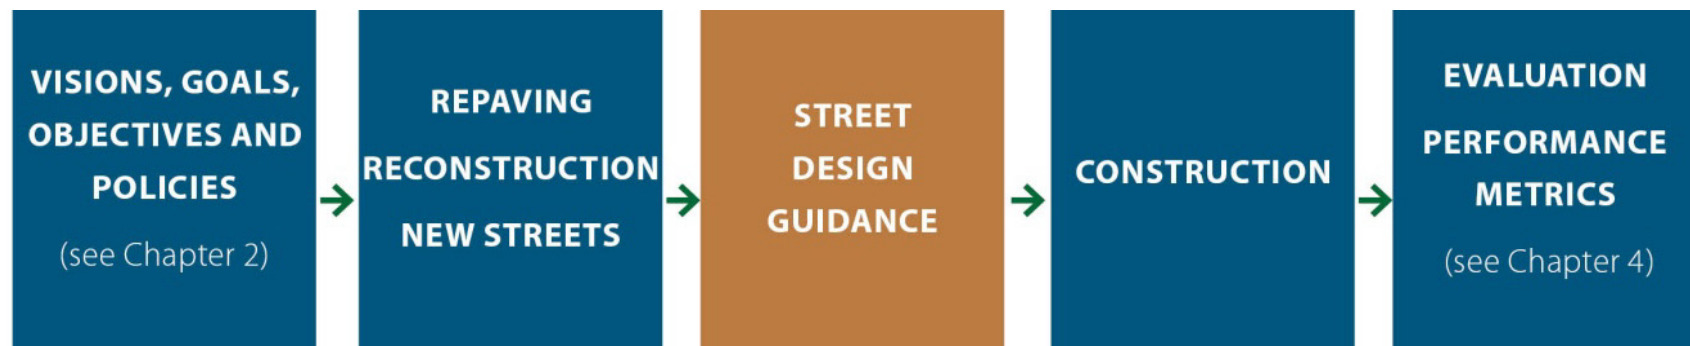 VISIONS, GOALS,
OBJECTIVES AND
POLICIES
(see Chapter 2)
REPAVING
RECONSTRUCTION
NEW STREETS
STREET
DESIGN
GUIDANCE
CONSTRUCTION
EVALUATION
PERFORMANCE
METRICS
(see Chapter 4)